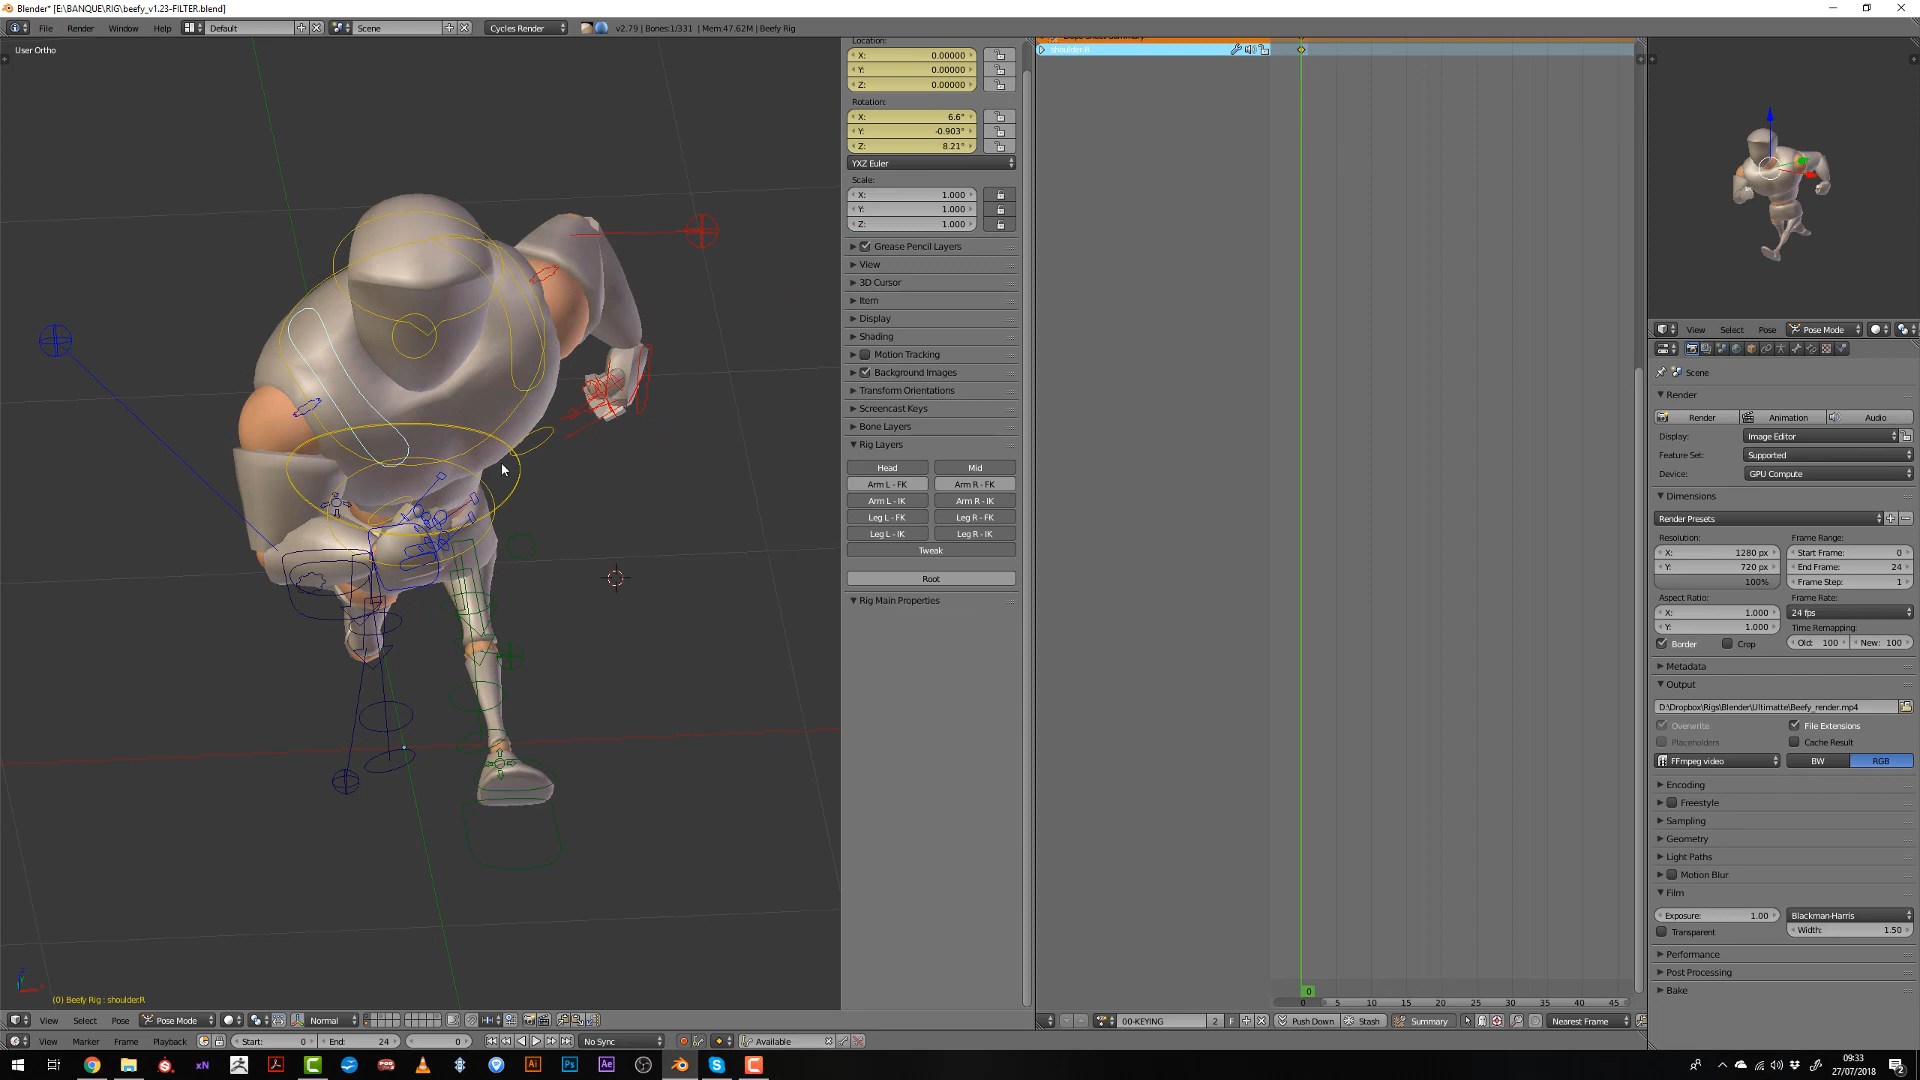 Blender* [E:\BANQUE\RIG\beefy_v1.23-FILTER.blend]
File Render Window Help Default Scene Cycles Render v2.79 | Bones:1/331 | Mem:47.62M | Beefy Rig
User Ortho
Location:
X: 0.00000
Y: 0.00000
Z: 0.00000
Rotation:
X: 6.6°
Y: -0.903°
Z: 8.21°
YXZ Euler
Scale:
X: 1.000
Y: 1.000
Z: 1.000
Grease Pencil Layers
View
3D Cursor
Item
Display
Shading
Motion Tracking
Background Images
Transform Orientations
Screencast Keys
Bone Layers
Rig Layers
Head Mid
Arm L - FK Arm R - FK
Arm L - IK Arm R - IK
Leg L - FK Leg R - FK
Leg L - IK Leg R - IK
Tweak
Root
Rig Main Properties
(0) Beefy Rig : shoulder.R
View Select Pose Pose Mode Normal
Dope Sheet Summary
shoulder.R
0
0 5 10 15 20 25 30 35 40 45
00-KEYING 2 F Push Down Stash Summary Nearest Frame
View Select Pose Pose Mode
Scene
Render
Render Animation Audio
Display: Image Editor
Feature Set: Supported
Device: GPU Compute
Dimensions
Render Presets
Resolution: Frame Range:
X: 1280 px Start Frame: 0
Y: 720 px End Frame: 24
100% Frame Step: 1
Aspect Ratio: Frame Rate:
X: 1.000 24 fps
Y: 1.000 Time Remapping:
Border Crop Old: 100 New: 100
Metadata
Output
D:\Dropbox\Rigs\Blender\Ultimatte\Beefy_render.mp4
Overwrite File Extensions
Placeholders Cache Result
FFmpeg video BW RGB
Encoding
Freestyle
Sampling
Geometry
Light Paths
Motion Blur
Film
Exposure: 1.00 Blackman-Harris
Transparent Width: 1.50
Performance
Post Processing
Bake
View Marker Frame Playback Start: 0 End: 24 0 No Sync Available
xN Ai Ps Ae
09:33
27/07/2018